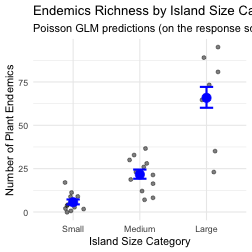 Endemics Richness by Island Size Ca
Poisson GLM predictions (on the response sc
Number of Plant Endemics
75
50
25
0
Small Medium Large
Island Size Category